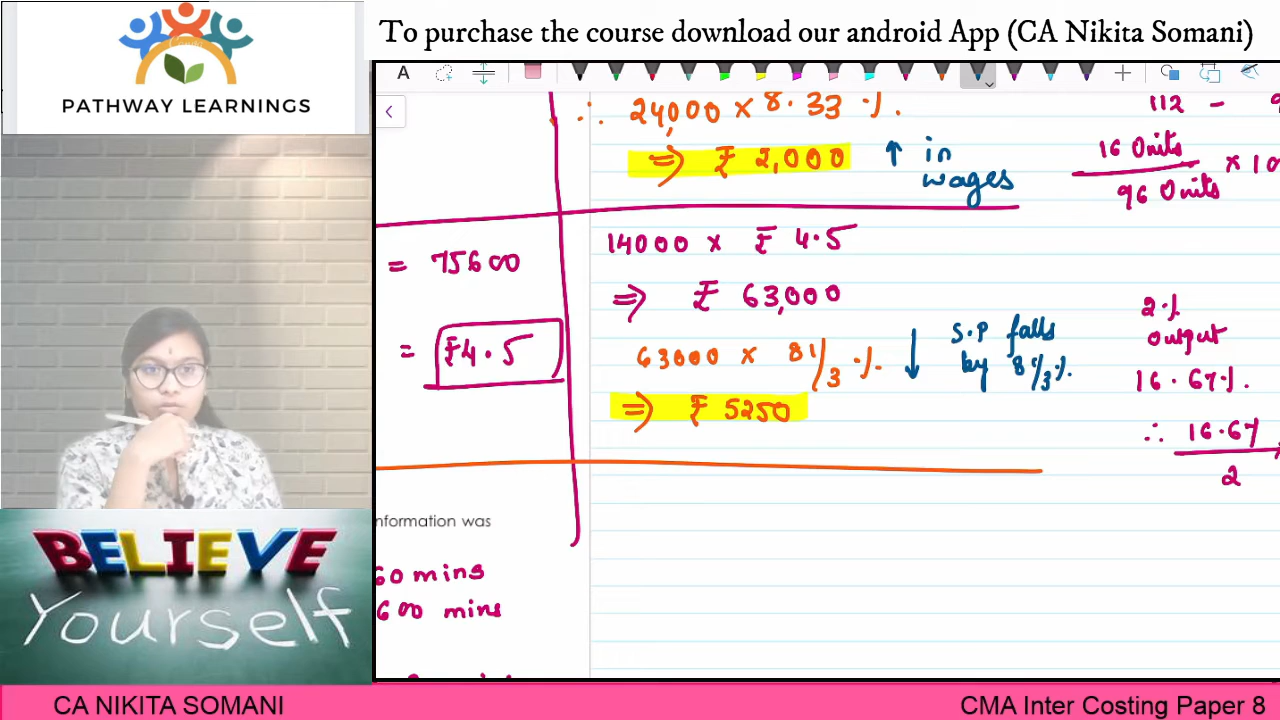 To purchase the course download our android App (CA Nikita Somani)
PATHWAY LEARNINGS
A
∴ 24,000 × 8.33 %.
⇒ ₹ 2,000 ↑ in wages
112 -
16 Units
96 Units × 10
= 75600
= ₹4.5
14000 × ₹ 4.5
⇒ ₹ 63,000
63000 × 8 1/3 %.
↓ S.P falls
by 8 1/3 %.
⇒ ₹ 5250
2%
output
16.67%.
∴ 16.67
2
nformation was
60 mins
600 mins
BELIEVE
Yourself
CA NIKITA SOMANI
CMA Inter Costing Paper 8